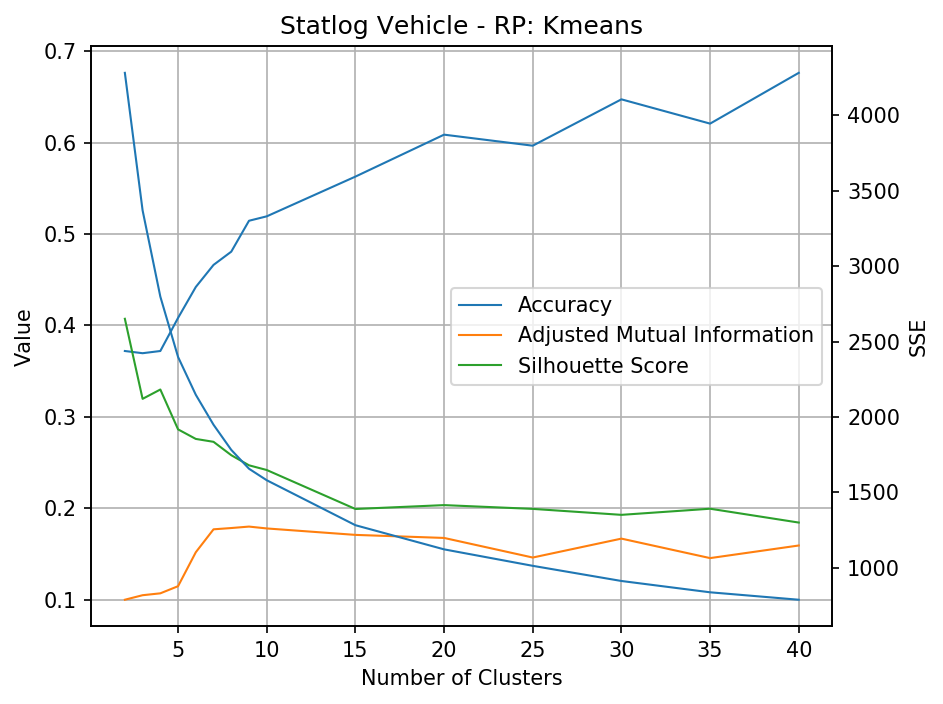 Statlog Vehicle - RP: Kmeans
0.7
0.6
0.5
0.4
0.3
0.2
0.1
Value
4000
3500
3000
2500
2000
1500
1000
SSE
Accuracy
Adjusted Mutual Information
Silhouette Score
5 10 15 20 25 30 35 40
Number of Clusters